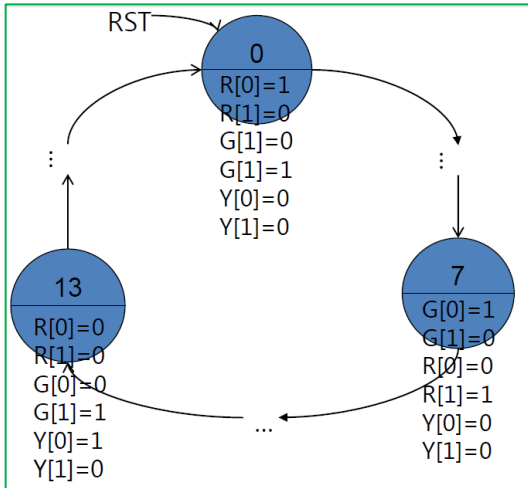 RST
0
R[0]=1
R[1]=0
G[1]=0
G[1]=1
Y[0]=0
Y[1]=0
...
7
G[0]=1
G[1]=0
R[0]=0
R[1]=1
Y[0]=0
Y[1]=0
...
13
R[0]=0
R[1]=0
G[0]=0
G[1]=1
Y[0]=1
Y[1]=0
...